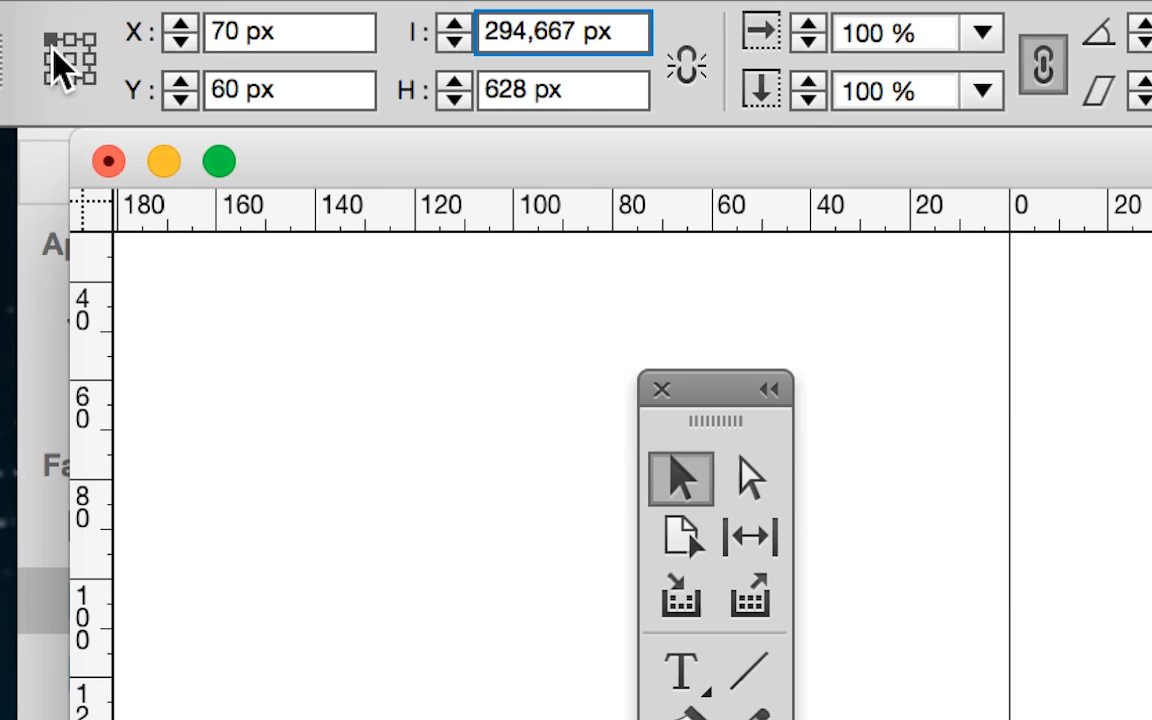 X : 70 px I : 294,667 px 100 %
Y : 60 px H : 628 px 100 %
180 160 140 120 100 80 60 40 20 0 20
Ap
40
60
Fa
80
100
T
12